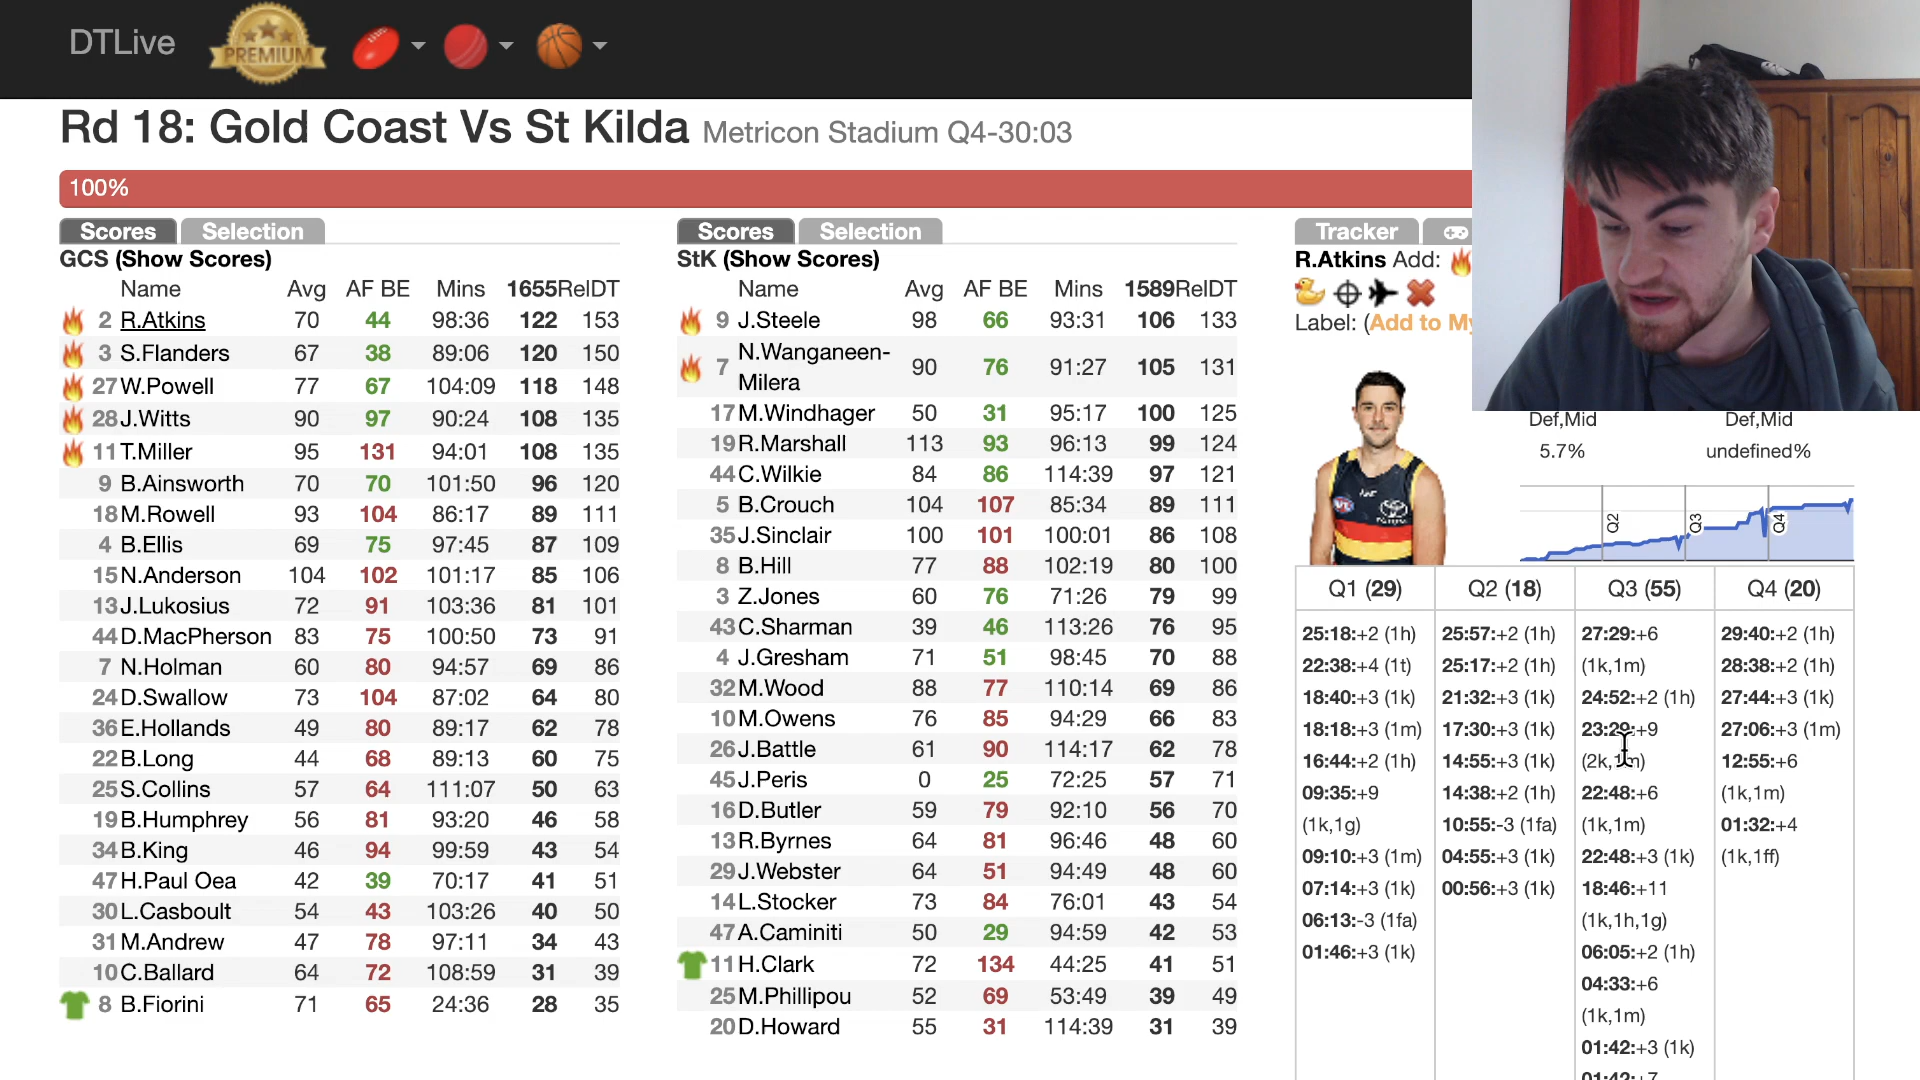 DTLive
PREMIUM
Rd 18: Gold Coast Vs St Kilda Metricon Stadium Q4-30:03
100%
Scores Selection
GCS (Show Scores)
Name Avg AF BE Mins 1655RelDT
2 R.Atkins 70 44 98:36 122 153
3 S.Flanders 67 38 89:06 120 150
27 W.Powell 77 67 104:09 118 148
28 J.Witts 90 97 90:24 108 135
11 T.Miller 95 131 94:01 108 135
9 B.Ainsworth 70 70 101:50 96 120
18 M.Rowell 93 104 86:17 89 111
4 B.Ellis 69 75 97:45 87 109
15 N.Anderson 104 102 101:17 85 106
13 J.Lukosius 72 91 103:36 81 101
44 D.MacPherson 83 75 100:50 73 91
7 N.Holman 60 80 94:57 69 86
24 D.Swallow 73 104 87:02 64 80
36 E.Hollands 49 80 89:17 62 78
22 B.Long 44 68 89:13 60 75
25 S.Collins 57 64 111:07 50 63
19 B.Humphrey 56 81 93:20 46 58
34 B.King 46 94 99:59 43 54
47 H.Paul Oea 42 39 70:17 41 51
30 L.Casboult 54 43 103:26 40 50
31 M.Andrew 47 78 97:11 34 43
10 C.Ballard 64 72 108:59 31 39
8 B.Fiorini 71 65 24:36 28 35
Scores Selection
StK (Show Scores)
Name Avg AF BE Mins 1589RelDT
9 J.Steele 98 66 93:31 106 133
7 N.Wanganeen-
Milera 90 76 91:27 105 131
17 M.Windhager 50 31 95:17 100 125
19 R.Marshall 113 93 96:13 99 124
44 C.Wilkie 84 86 114:39 97 121
5 B.Crouch 104 107 85:34 89 111
35 J.Sinclair 100 101 100:01 86 108
8 B.Hill 77 88 102:19 80 100
3 Z.Jones 60 76 71:26 79 99
43 C.Sharman 39 46 113:26 76 95
4 J.Gresham 71 51 98:45 70 88
32 M.Wood 88 77 110:14 69 86
10 M.Owens 76 85 94:29 66 83
26 J.Battle 61 90 114:17 62 78
45 J.Peris 0 25 72:25 57 71
16 D.Butler 59 79 92:10 56 70
13 R.Byrnes 64 81 96:46 48 60
29 J.Webster 64 51 94:49 48 60
14 L.Stocker 73 84 76:01 43 54
47 A.Caminiti 50 29 94:59 42 53
11 H.Clark 72 134 44:25 41 51
25 M.Phillipou 52 69 53:49 39 49
20 D.Howard 55 31 114:39 31 39
Tracker
R.Atkins Add:
Label: (Add to My
Def,Mid Def,Mid
5.7% undefined%
Q2 Q3 Q4
TOYOTA
Q1 (29)
25:18:+2 (1h)
22:38:+4 (1t)
18:40:+3 (1k)
18:18:+3 (1m)
16:44:+2 (1h)
09:35:+9
(1k,1g)
09:10:+3 (1m)
07:14:+3 (1k)
06:13:-3 (1fa)
01:46:+3 (1k)
Q2 (18)
25:57:+2 (1h)
25:17:+2 (1h)
21:32:+3 (1k)
17:30:+3 (1k)
14:55:+3 (1k)
14:38:+2 (1h)
10:55:-3 (1fa)
04:55:+3 (1k)
00:56:+3 (1k)
Q3 (55)
27:29:+6
(1k,1m)
24:52:+2 (1h)
23:29:+9
(2k,1m)
22:48:+6
(1k,1m)
22:48:+3 (1k)
18:46:+11
(1k,1h,1g)
06:05:+2 (1h)
04:33:+6
(1k,1m)
01:42:+3 (1k)
01:42:+7
Q4 (20)
29:40:+2 (1h)
28:38:+2 (1h)
27:44:+3 (1k)
27:06:+3 (1m)
12:55:+6
(1k,1m)
01:32:+4
(1k,1ff)